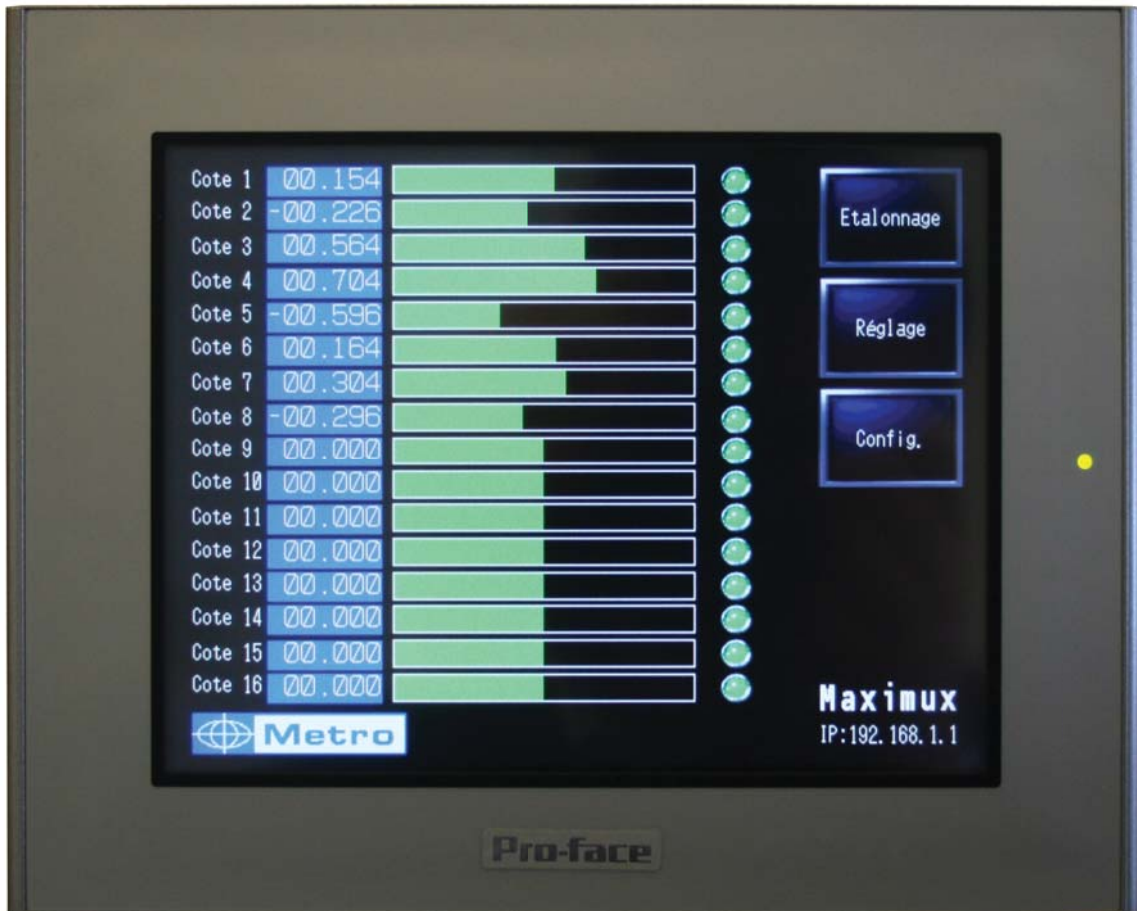 Cote 1 00.154
Cote 2 -00.226
Cote 3 00.564
Cote 4 00.704
Cote 5 -00.596
Cote 6 00.164
Cote 7 00.304
Cote 8 -00.296
Cote 9 00.000
Cote 10 00.000
Cote 11 00.000
Cote 12 00.000
Cote 13 00.000
Cote 14 00.000
Cote 15 00.000
Cote 16 00.000
Etalonnage
Réglage
Config.
Metro
Maximux
IP:192.168.1.1
Pro-face